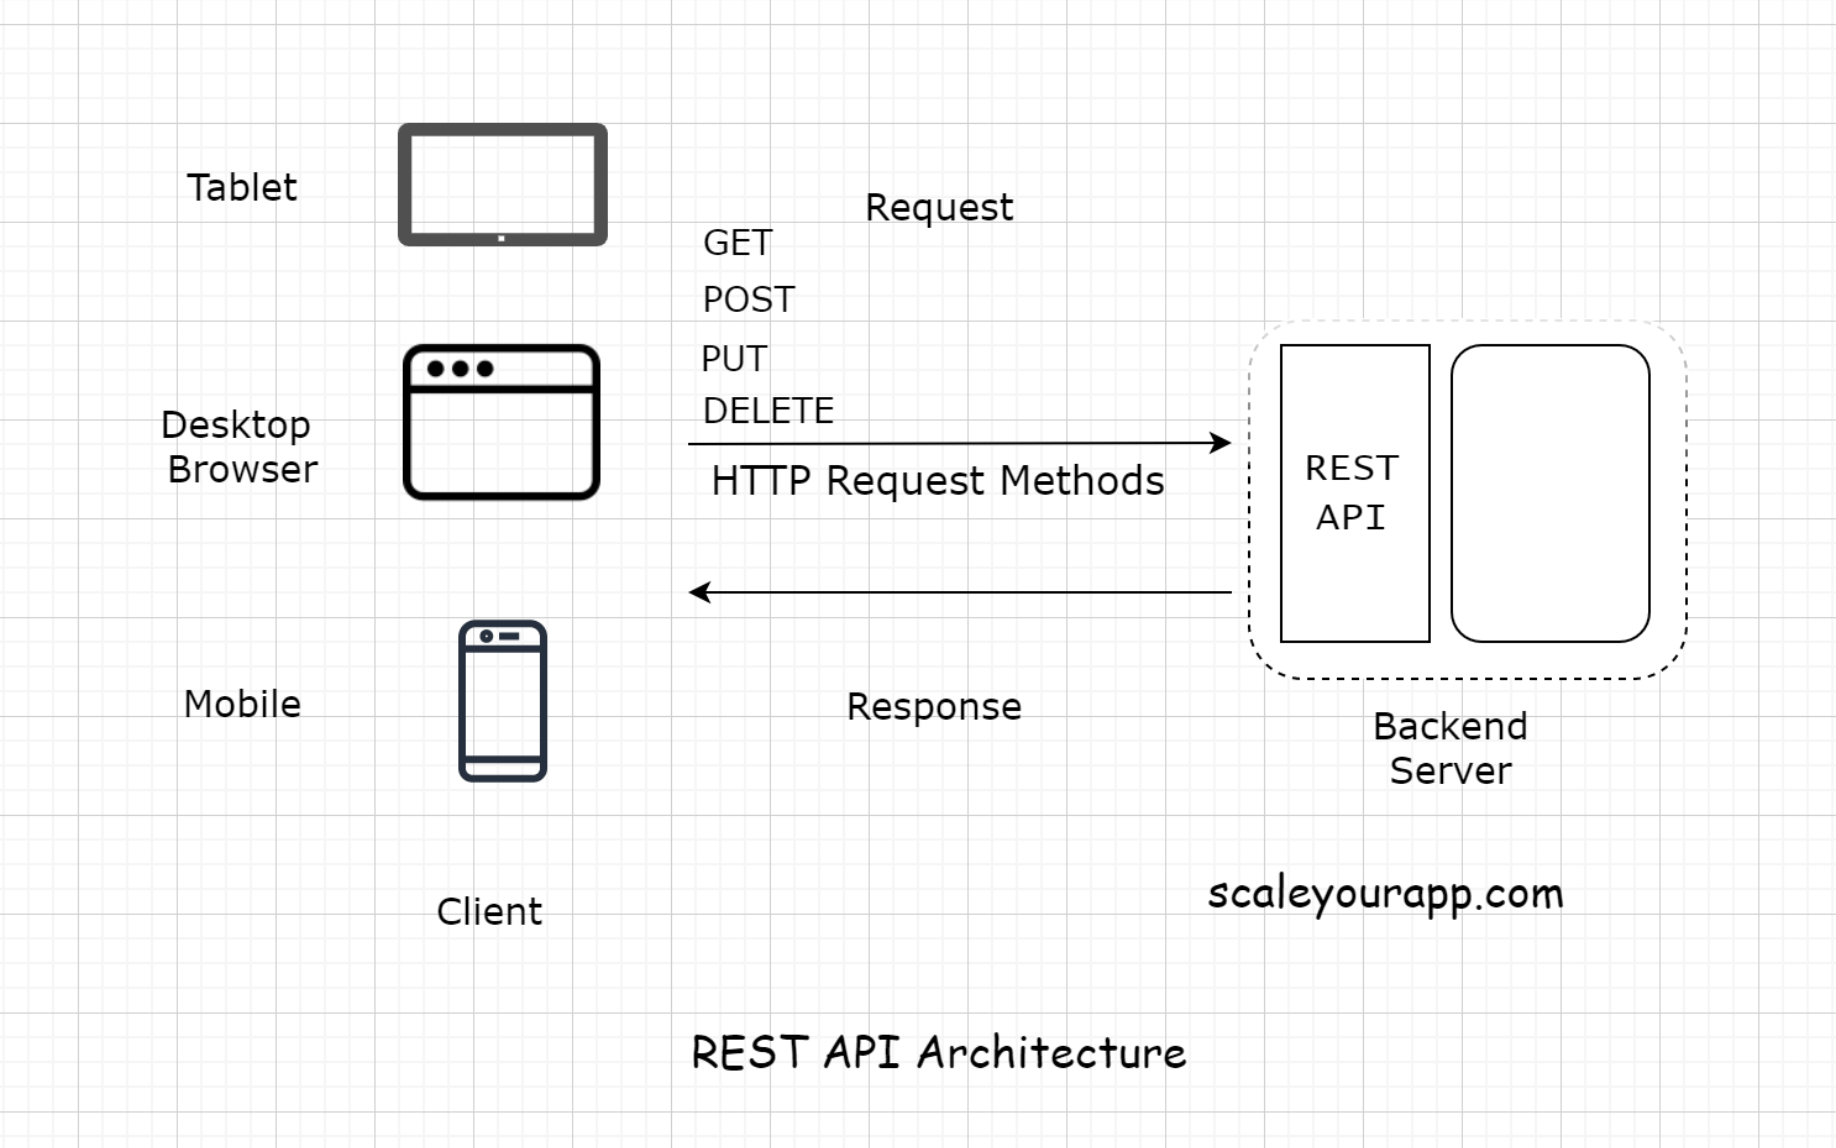 Tablet
Request
GET
POST
PUT
DELETE
Desktop
Browser
HTTP Request Methods
REST
API
Mobile
Response
Backend
Server
Client
scaleyourapp.com
REST API Architecture